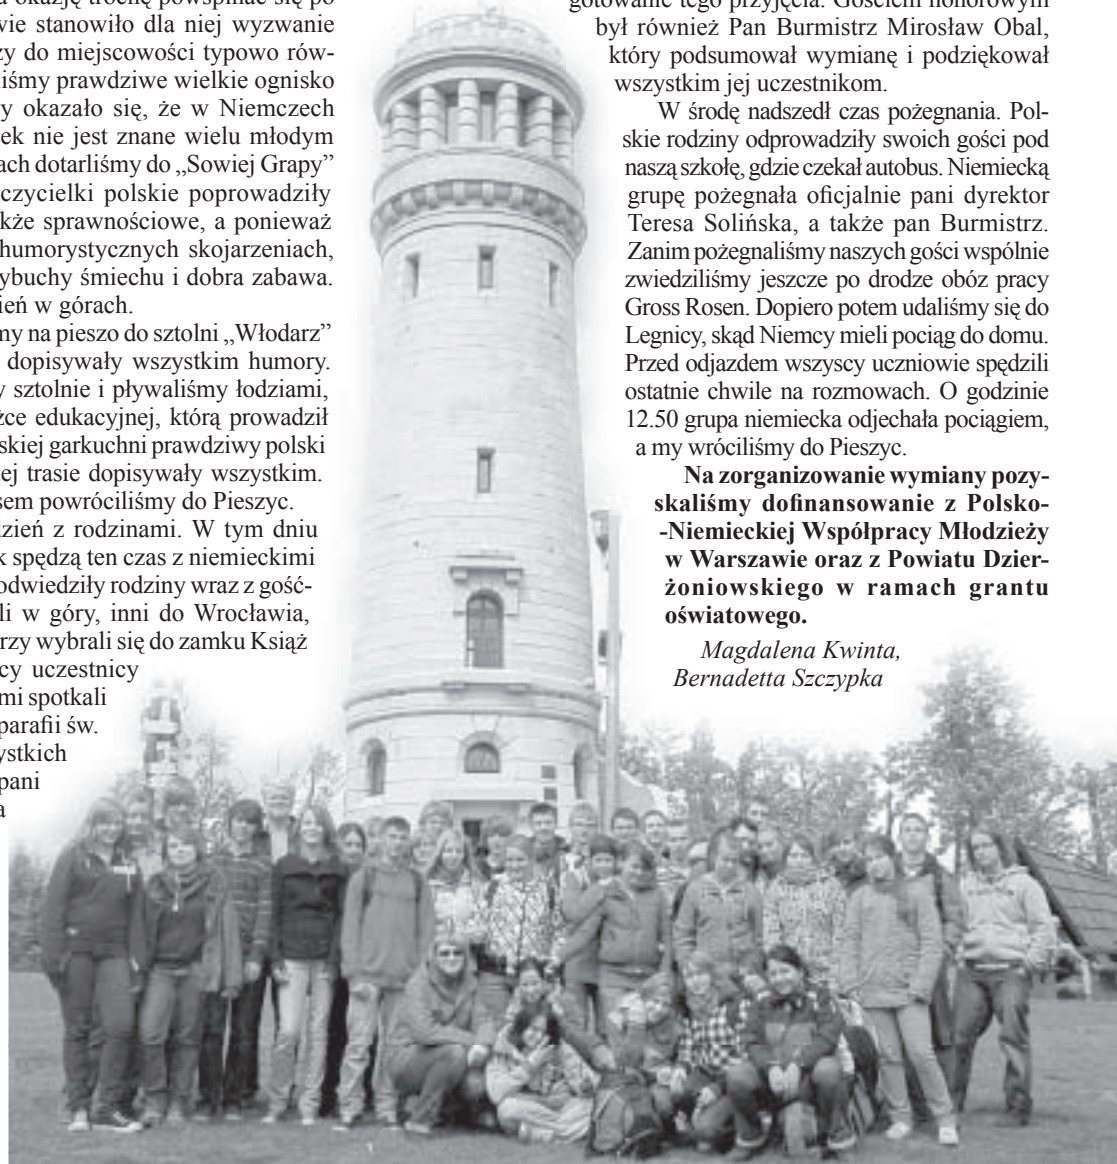 okazję trochę powspinać się po
wie stanowiło dla niej wyzwanie
zy do miejscowości typowo rów-
liśmy prawdziwe wielkie ognisko
y okazało się, że w Niemczech
ek nie jest znane wielu młodym
ach dotarliśmy do „Sowiej Grapy”
czycielki polskie poprowadziły
kże sprawnościowe, a ponieważ
humorystycznych skojarzeniach,
ybuchy śmiechu i dobra zabawa.
ień w górach.
my na pieszo do sztolni „Włodarz”
dopisywały wszystkim humory.
y sztolnie i pływaliśmy łodziami,
żce edukacyjnej, którą prowadził
skiej garkuchni prawdziwy polski
ej trasie dopisywały wszystkim.
sem powróciliśmy do Pieszyc.
dzień z rodzinami. W tym dniu
k spędzą ten czas z niemieckimi
odwiedziły rodziny wraz z gość-
li w góry, inni do Wrocławia,
rzy wybrali się do zamku Książ
cy uczestnicy
mi spotkali
parafii św.
ystkich
pani
a
gotowanie tego przyjęcia. Gościem honorowym
był również Pan Burmistrz Mirosław Obal,
który podsumował wymianę i podziękował
wszystkim jej uczestnikom.
W środę nadszedł czas pożegnania. Pol-
skie rodziny odprowadziły swoich gości pod
naszą szkołę, gdzie czekał autobus. Niemiecką
grupę pożegnała oficjalnie pani dyrektor
Teresa Solińska, a także pan Burmistrz.
Zanim pożegnaliśmy naszych gości wspólnie
zwiedziliśmy jeszcze po drodze obóz pracy
Gross Rosen. Dopiero potem udaliśmy się do
Legnicy, skąd Niemcy mieli pociąg do domu.
Przed odjazdem wszyscy uczniowie spędzili
ostatnie chwile na rozmowach. O godzinie
12.50 grupa niemiecka odjechała pociągiem,
a my wróciliśmy do Pieszyc.
Na zorganizowanie wymiany pozy-
skaliśmy dofinansowanie z Polsko-
-Niemieckiej Współpracy Młodzieży
w Warszawie oraz z Powiatu Dzier-
żoniowskiego w ramach grantu
oświatowego.
Magdalena Kwinta,
Bernadetta Szczypka